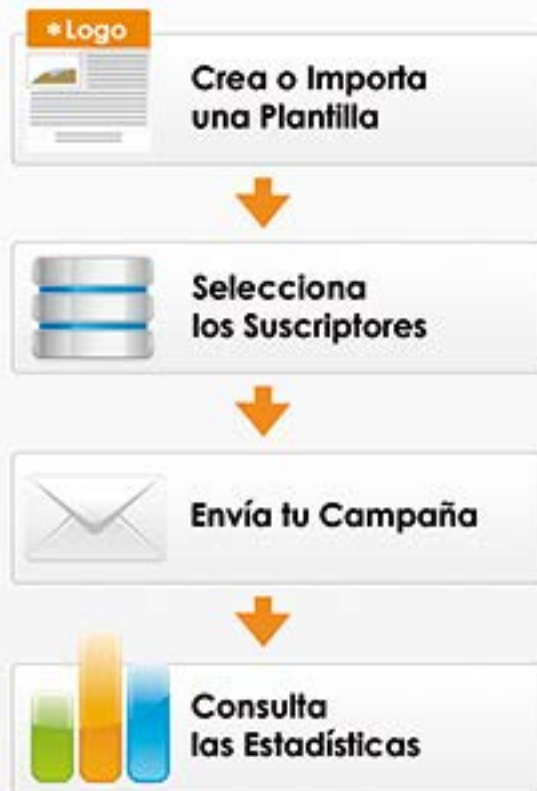 *Logo
Crea o Importa
una Plantilla
Selecciona
los Suscriptores
Envía tu Campaña
Consulta
las Estadísticas